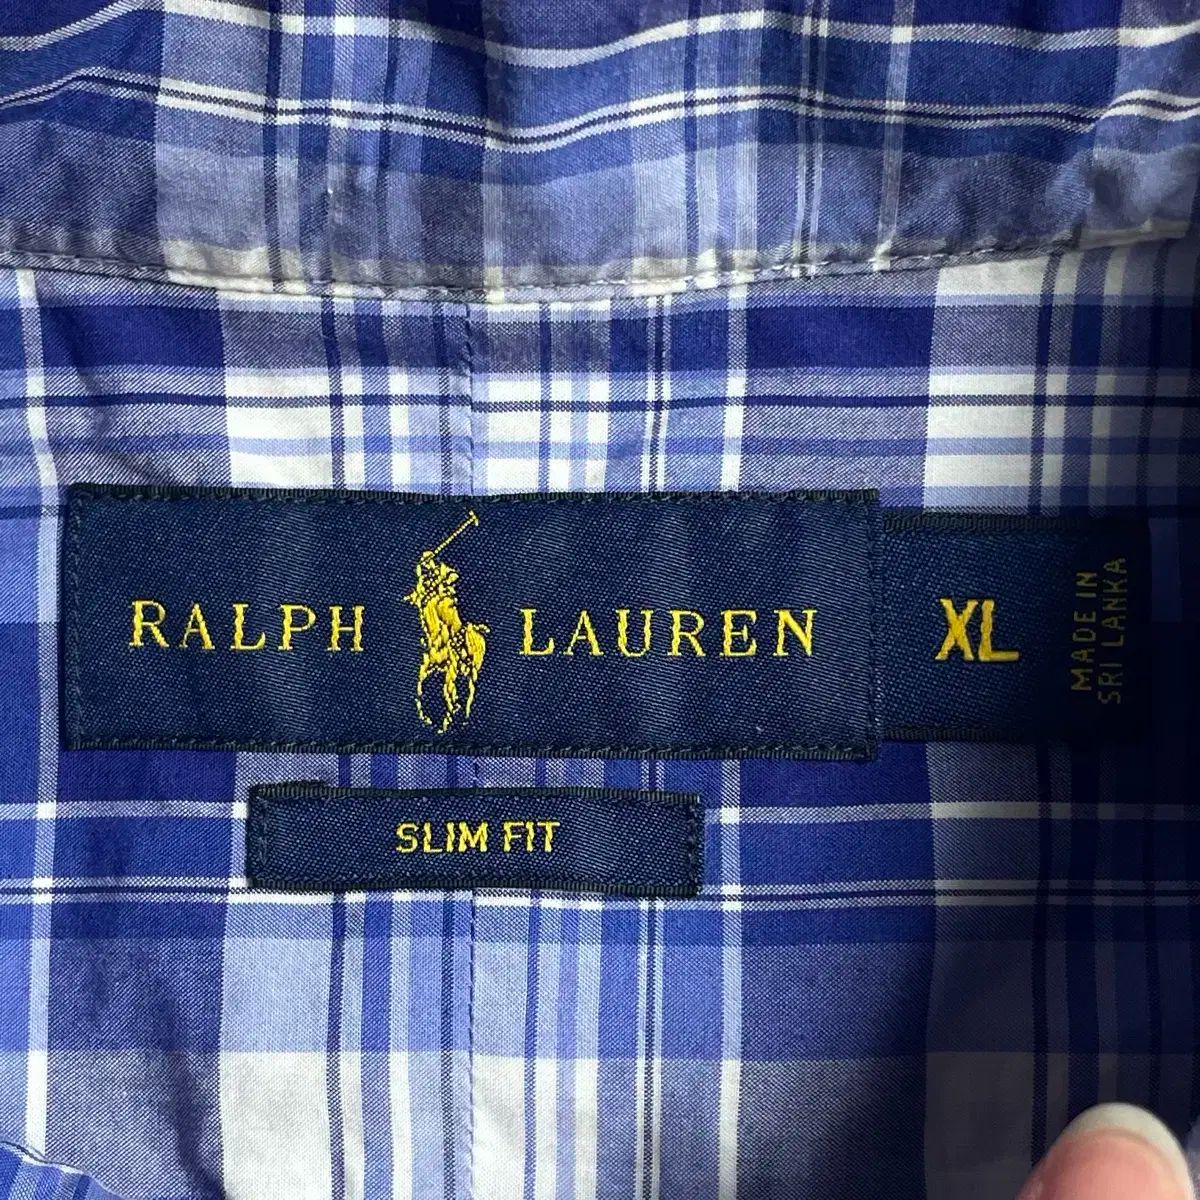 RALPH LAUREN
XL
MADE IN
SRI LANKA
SLIM FIT